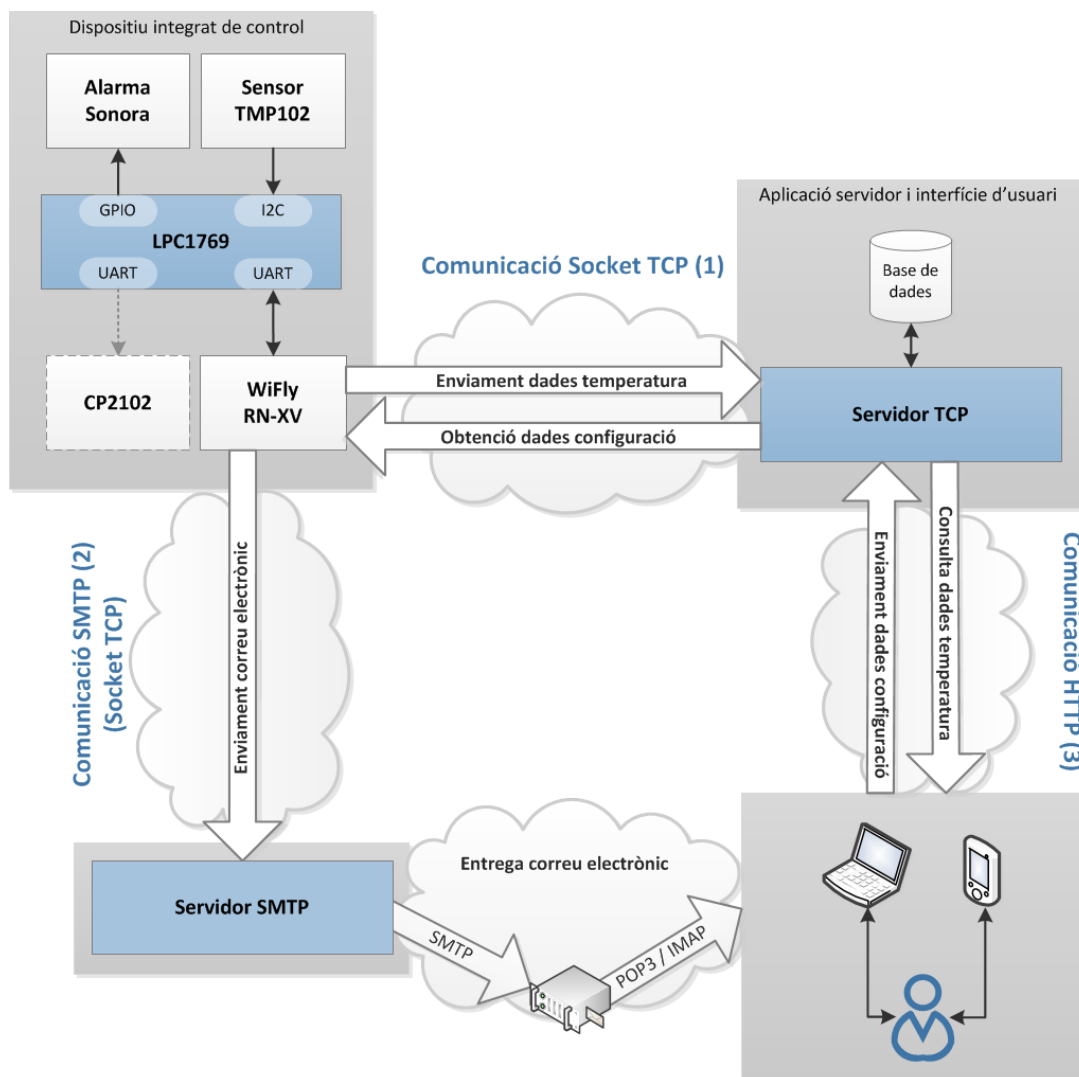 Dispositiu integrat de control
Alarma
Sonora
Sensor
TMP102
GPIO
I2C
LPC1769
UART
UART
CP2102
WiFly
RN-XV
Comunicació Socket TCP (1)
Enviament dades temperatura
Obtenció dades configuració
Aplicació servidor i interfície d'usuari
Base de
dades
Servidor TCP
Comunicació SMTP (2)
(Socket TCP)
Enviament correu electrònic
Enviament dades configuració
Consulta dades temperatura
Comunicació HTTP (3)
Servidor SMTP
Entrega correu electrònic
SMTP
POP3 / IMAP